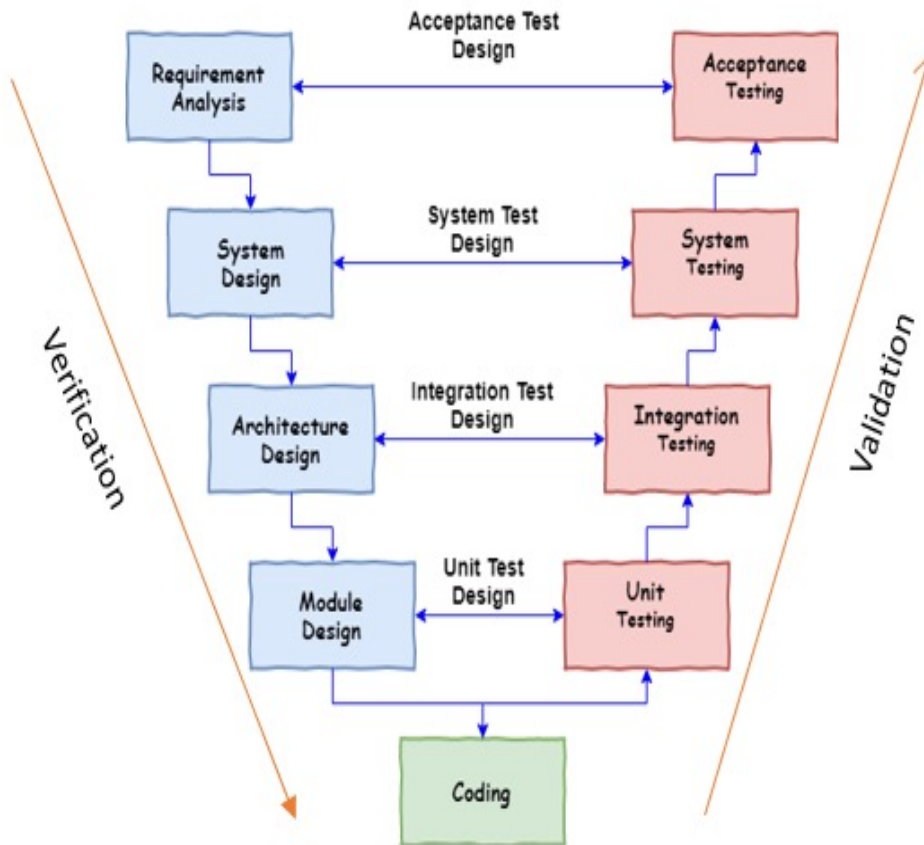 Acceptance Test
Design
Requirement
Analysis
Acceptance
Testing
System Test
Design
System
Design
System
Testing
Verification
Validation
Integration Test
Design
Architecture
Design
Integration
Testing
Unit Test
Design
Module
Design
Unit
Testing
Coding